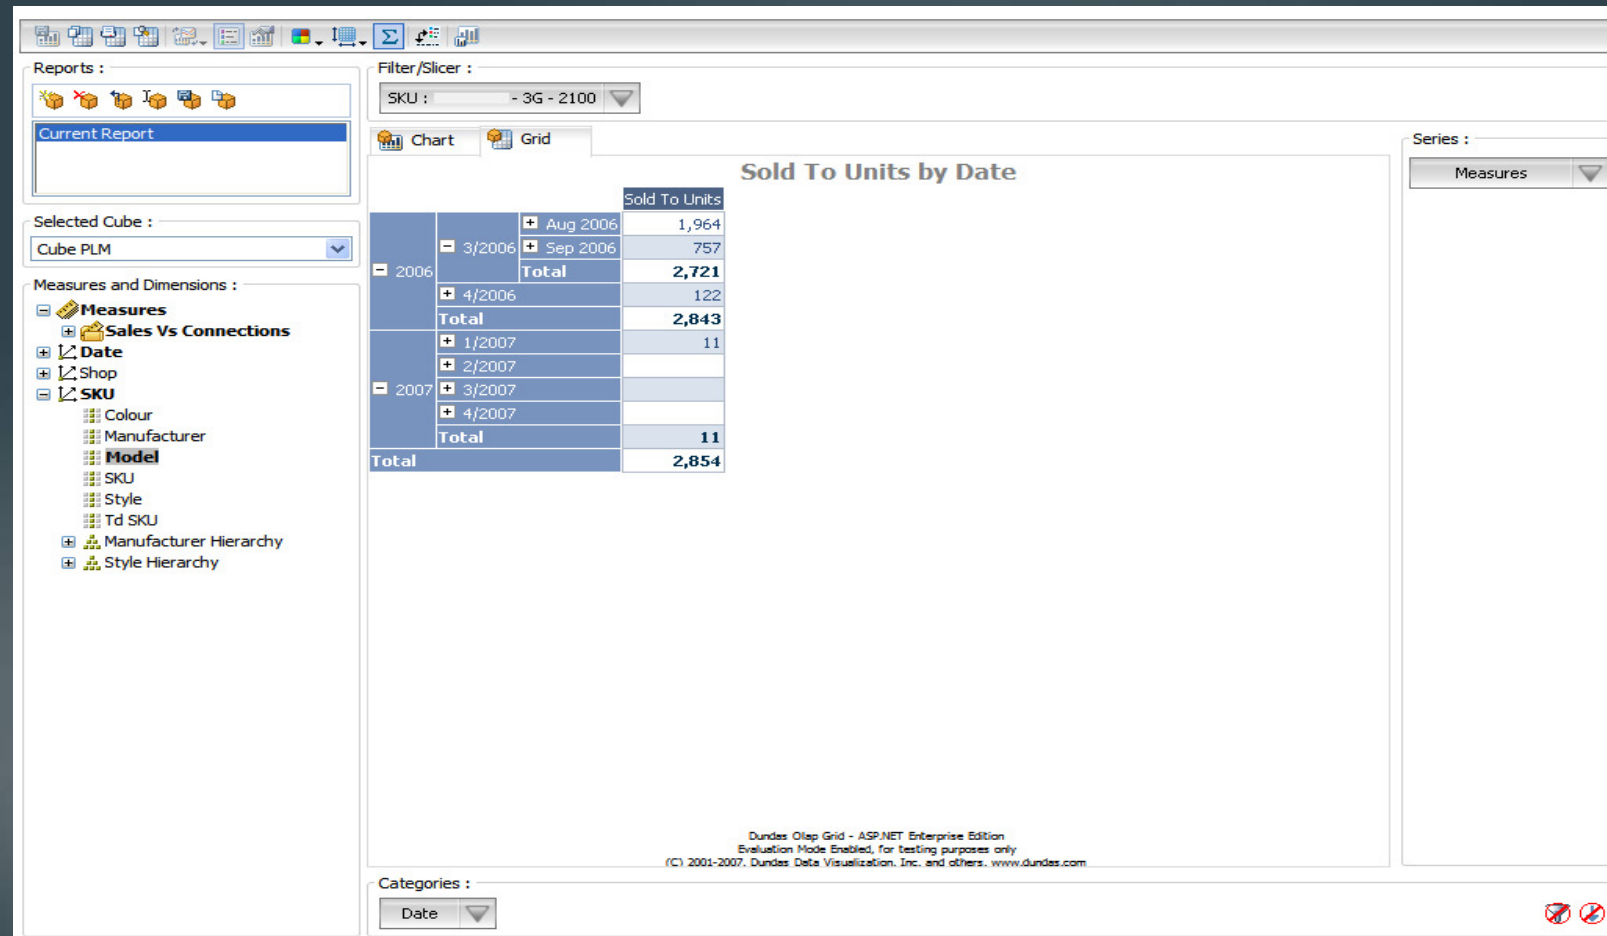 Reports :
Current Report
Selected Cube :
Cube PLM
Measures and Dimensions :
Measures
Sales Vs Connections
Date
Shop
SKU
Colour
Manufacturer
Model
SKU
Style
Td SKU
Manufacturer Hierarchy
Style Hierarchy
Filter/Slicer :
SKU : - 3G - 2100
Chart Grid
Sold To Units by Date
Sold To Units
2006 3/2006 Aug 2006 1,964
Sep 2006 757
Total 2,721
4/2006 122
Total 2,843
2007 1/2007 11
2/2007
3/2007
4/2007
Total 11
Total 2,854
Dundas Olap Grid - ASP.NET Enterprise Edition
Evaluation Mode Enabled, for testing purposes only
(C) 2001-2007, Dundas Data Visualization, Inc. and others. www.dundas.com
Categories :
Date
Series :
Measures